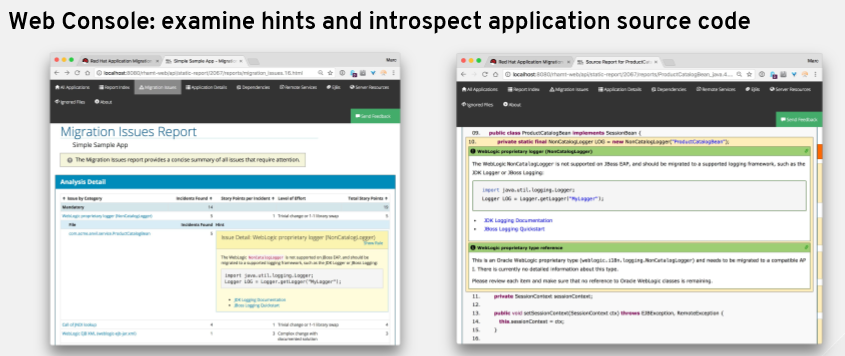 Web Console: examine hints and introspect application source code
Red Hat Application Migration
Simple Sample App - Migratio
Marc
localhost:8080/rhamt-web/api/static-report/2067/reports/migration_issues.16.html
All Applications
Report Index
Migration Issues
Application Details
Dependencies
Remote Services
EJBs
Server Resources
Ignored Files
About
Send Feedback
Migration Issues Report
Simple Sample App
The Migration Issues report provides a concise summary of all issues that require attention.
Analysis Detail
Issue by Category
Incidents Found
Story Points per Incident
Level of Effort
Total Story Points
Mandatory
14
WebLogic proprietary logger (NonCatalogLogger)
5
1
Trivial change or 1-1 library swap
5
File
Incidents Found
Hint
com.acme.anvil.service.ProductCatalogBean
5
Issue Detail: WebLogic proprietary logger (NonCatalogLogger)
Show Rule
The WebLogic NonCatalogLogger is not supported on JBoss EAP, and should be
migrated to a supported logging framework, such as the JDK Logger or JBoss Logging:
import java.util.logging.Logger;
Logger LOG = Logger.getLogger("MyLogger");
JDK Logging Documentation
JBoss Logging Quickstart
Call of JNDI lookup
4
1
Trivial change or 1-1 library swap
4
WebLogic EJB XML (weblogic-ejb-jar.xml)
1
3
Complex change with
documented solution
3
Red Hat Application Migration
Source Report for ProductCat
Marc
localhost:8080/rhamt-web/api/static-report/2067/reports/ProductCatalogBean_java.4...
All Applications
Report Index
Migration Issues
Application Details
Dependencies
Remote Services
EJBs
Server Resources
Ignored Files
About
Send Feedback
09. public class ProductCatalogBean implements SessionBean {
10. private static final NonCatalogLogger LOG = new NonCatalogLogger("ProductCatalogBean");
WebLogic proprietary logger (NonCatalogLogger)
The WebLogic NonCatalogLogger is not supported on JBoss EAP, and should be migrated to a supported logging framework, such as the
JDK Logger or JBoss Logging:
import java.util.logging.Logger;
Logger LOG = Logger.getLogger("MyLogger");
JDK Logging Documentation
JBoss Logging Quickstart
WebLogic proprietary type reference
This is an Oracle WebLogic proprietary type (weblogic.i18n.logging.NonCatalogLogger) and needs to be migrated to a compatible AP
I. There is currently no detailed information about this type.
Please review each item and make sure that no reference to Oracle WebLogic classes is remaining.
11. private SessionContext sessionContext;
12.
13. public void setSessionContext(SessionContext ctx) throws EJBException, RemoteException {
14. this.sessionContext = ctx;
15. }
16.